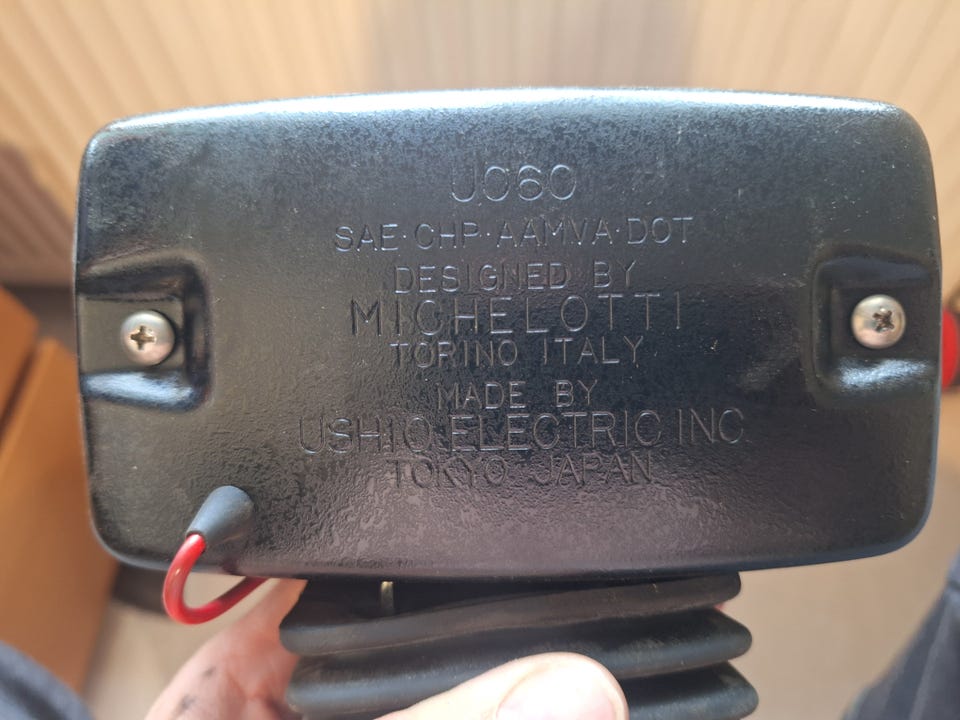 UC60
SAE·CHP·AAMVA·DOT
DESIGNED BY
MICHELOTTI
TORINO ITALY
MADE BY
USHIO ELECTRIC INC
TOKYO JAPAN